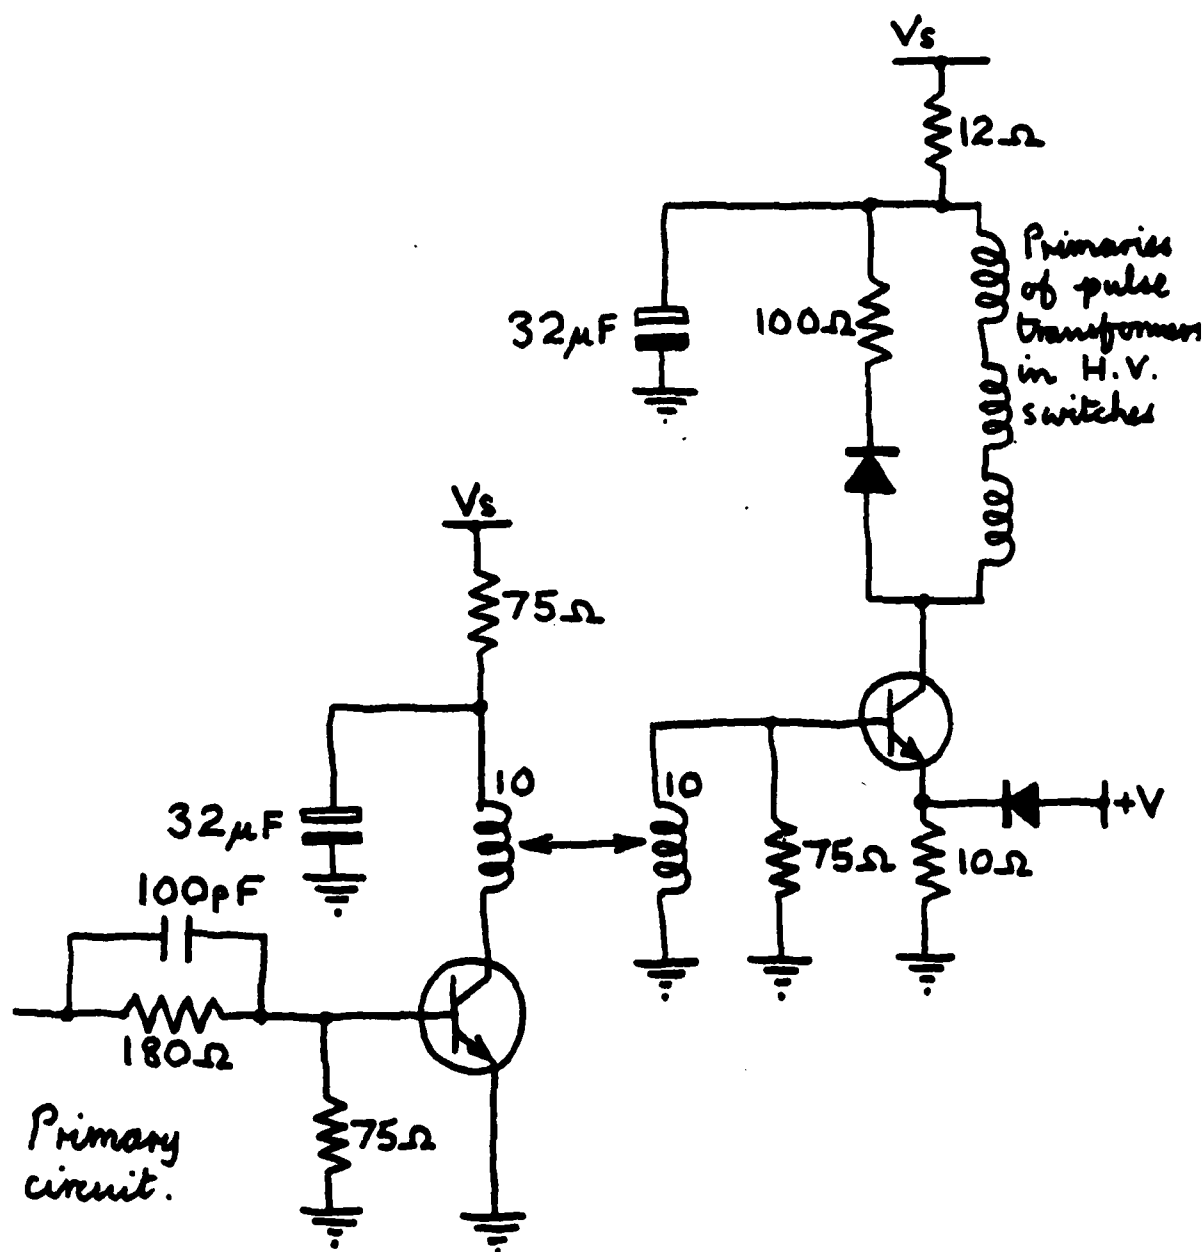 Vs
12Ω
Primaries
of pulse
transformers
in H.V.
switches
32μF
100Ω
Vs
75Ω
10
10
32μF
+V
75Ω
10Ω
100pF
180Ω
75Ω
Primary
circuit.